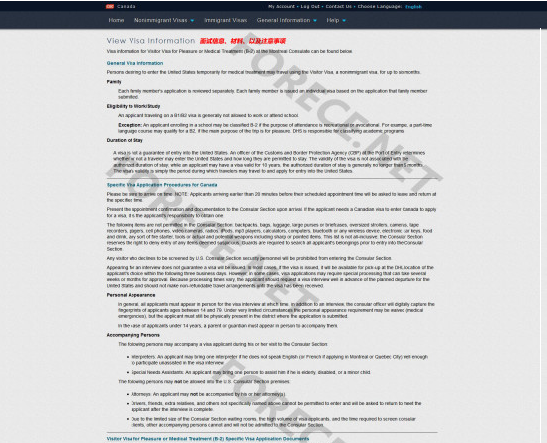 Canada
My Account • Log Out • Contact Us • Choose Language: English
Home Nonimmigrant Visas Immigrant Visas General Information Help
View Visa Information 面试信息、材料、以及注意事项
Visa information for Visitor Visa for Pleasure or Medical Treatment (B-2) at the Montreal Consulate can be found below
General Visa Information
Persons desiring to enter the United States temporarily for medical treatment may travel using the Visitor Visa, a nonimmigrant visa, for up to six months.
Family
Each family member's application is reviewed separately. Each family member is issued an individual visa based on the application that family member
submitted.
Eligibility to Work/Study
An applicant traveling on a B1/B2 visa is generally not allowed to work or attend school
Exception: An applicant enrolling in a school may be classified B-2 if the purpose of attendance is recreational or avocational. For example, a part-time
language course may qualify for a B2, if the main purpose of the trip is for pleasure. DHS is responsible for classifying academic programs
Duration of Stay
A visa is not a guarantee of entry into the United States. An officer of the Customs and Border Protection Agency (CBP) at the Port of Entry determines
whether or not a traveler may enter the United States and how long they are permitted to stay. The validity of the visa is not associated with the
authorized duration of stay; while an applicant may have a visa valid for 10 years, the authorized duration of stay is generally no longer than 6 months.
The visa's validity is simply the period during which travelers may travel to and apply for entry into the United States.
Specific Visa Application Procedures for Canada
Please be sure to arrive on time. NOTE: Applicants arriving earlier than 20 minutes before their scheduled appointment time will be asked to leave and return at
the specified time.
Present the appointment confirmation and documentation to the Consular Section upon arrival. If the applicant needs a Canadian visa to enter Canada to apply
for a visa, it's the applicant's responsibility to obtain one
The following items are not permitted in the Consular Section: backpacks, bags, luggage, large purses or briefcases, oversized strollers, camera, tape
recorders, pagers, cell phones, video cameras, radios, iPods, mp3 players, calculators, computers, bluetooth or any wireless device, electronic car keys, food
and drink, any sort of fire starter, tools or actual and potential weapons including sharp or pointed items. This list is not all-inclusive; the Consular Section
reserves the right to deny entry of any items deemed suspicious. Guards are required to search all applicant's belongings prior to entry into the Consular
Section
Any visitor who declines to be screened by U.S. Consular Section security personnel will be prohibited from entering the Consular Section.
Appearing for an interview does not guarantee a visa will be issued. In most cases, if the visa is issued, it will be available for pick up at the DHL location of the
applicant's choice within the following three business days. However in some cases, visa applications may require special processing that can take several
weeks or months for approval. Because processing times vary, the applicant should request a visa interview well in advance of the planned departure for the
United States and should not make non-refundable travel arrangements until the visa has been received.
Personal Appearance
In general, all applicants must appear in person for the visa interview at which time, in addition to an interview, the consular officer will digitally capture the
fingerprints of applicants ages between 14 and 79. Under very limited circumstances the personal appearance requirement may be waived (medical
emergencies), but the applicant must still be physically present in the district where the application is submitted.
In the case of applicants under 14 years, a parent or guardian must appear in person to accompany them.
Accompanying Persons
The following persons may accompany a visa applicant during his or her visit to the Consular Section
• Interpreters. An applicant may bring one interpreter if he does not speak English (or French if applying in Montreal or Quebec City) well enough
to participate unassisted in the visa interview.
• Special Needs Assistants. An applicant may bring one person to assist him if he is elderly, disabled, or a minor child.
The following persons may not be allowed into the U.S. Consular Section premises:
• Attorneys. An applicant may not be accompanied by his or her attorney(s).
• Drivers, friends, extra relatives, and others not specifically named above cannot be permitted to enter and will be asked to return to meet the
applicant after the interview is complete.
• Due to the limited size of the Consular Section waiting rooms, the high volume of visa applicants, and the time required to screen consular
clients, other accompanying persons cannot and will not be admitted to the Consular Section
Visitor Visa for Pleasure or Medical Treatment (B-2) Specific Visa Application Documents
FORECE.NET
FORECE.NET
FORECE.NET